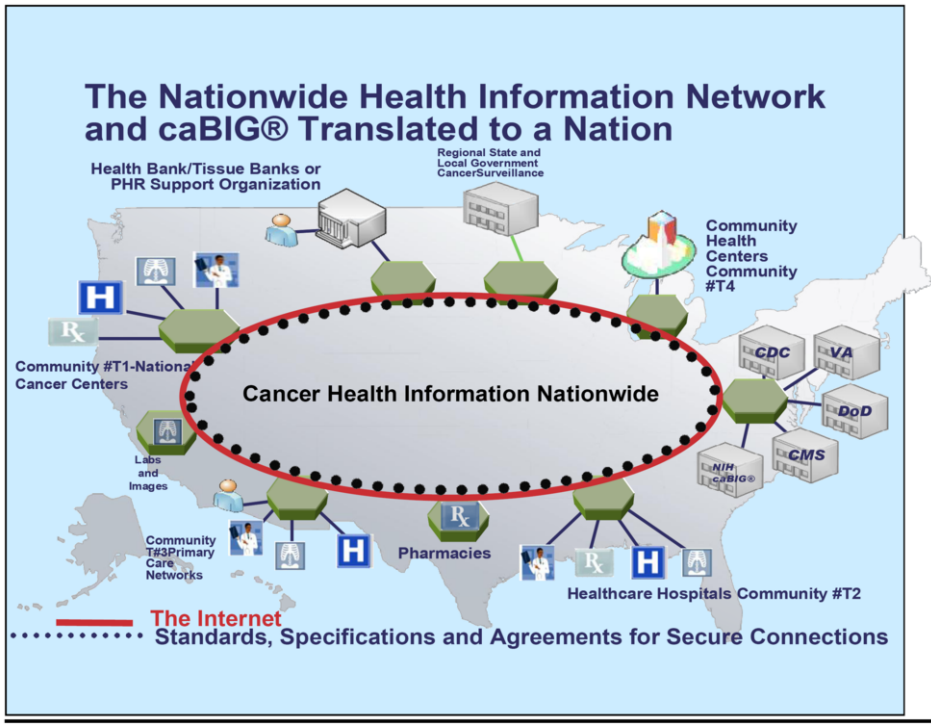 The Nationwide Health Information Network
and caBIG® Translated to a Nation
Health Bank/Tissue Banks or
PHR Support Organization
Regional State and
Local Government
CancerSurveillance
Community
Health
Centers
Community
#T4
H
Rx
Community #T1-National
Cancer Centers
CDC
VA
DoD
CMS
NIH
caBIG®
Cancer Health Information Nationwide
Labs
and
Images
Community
T#3Primary
Care
Networks
H
Rx
Pharmacies
Rx
H
Healthcare Hospitals Community #T2
The Internet
Standards, Specifications and Agreements for Secure Connections